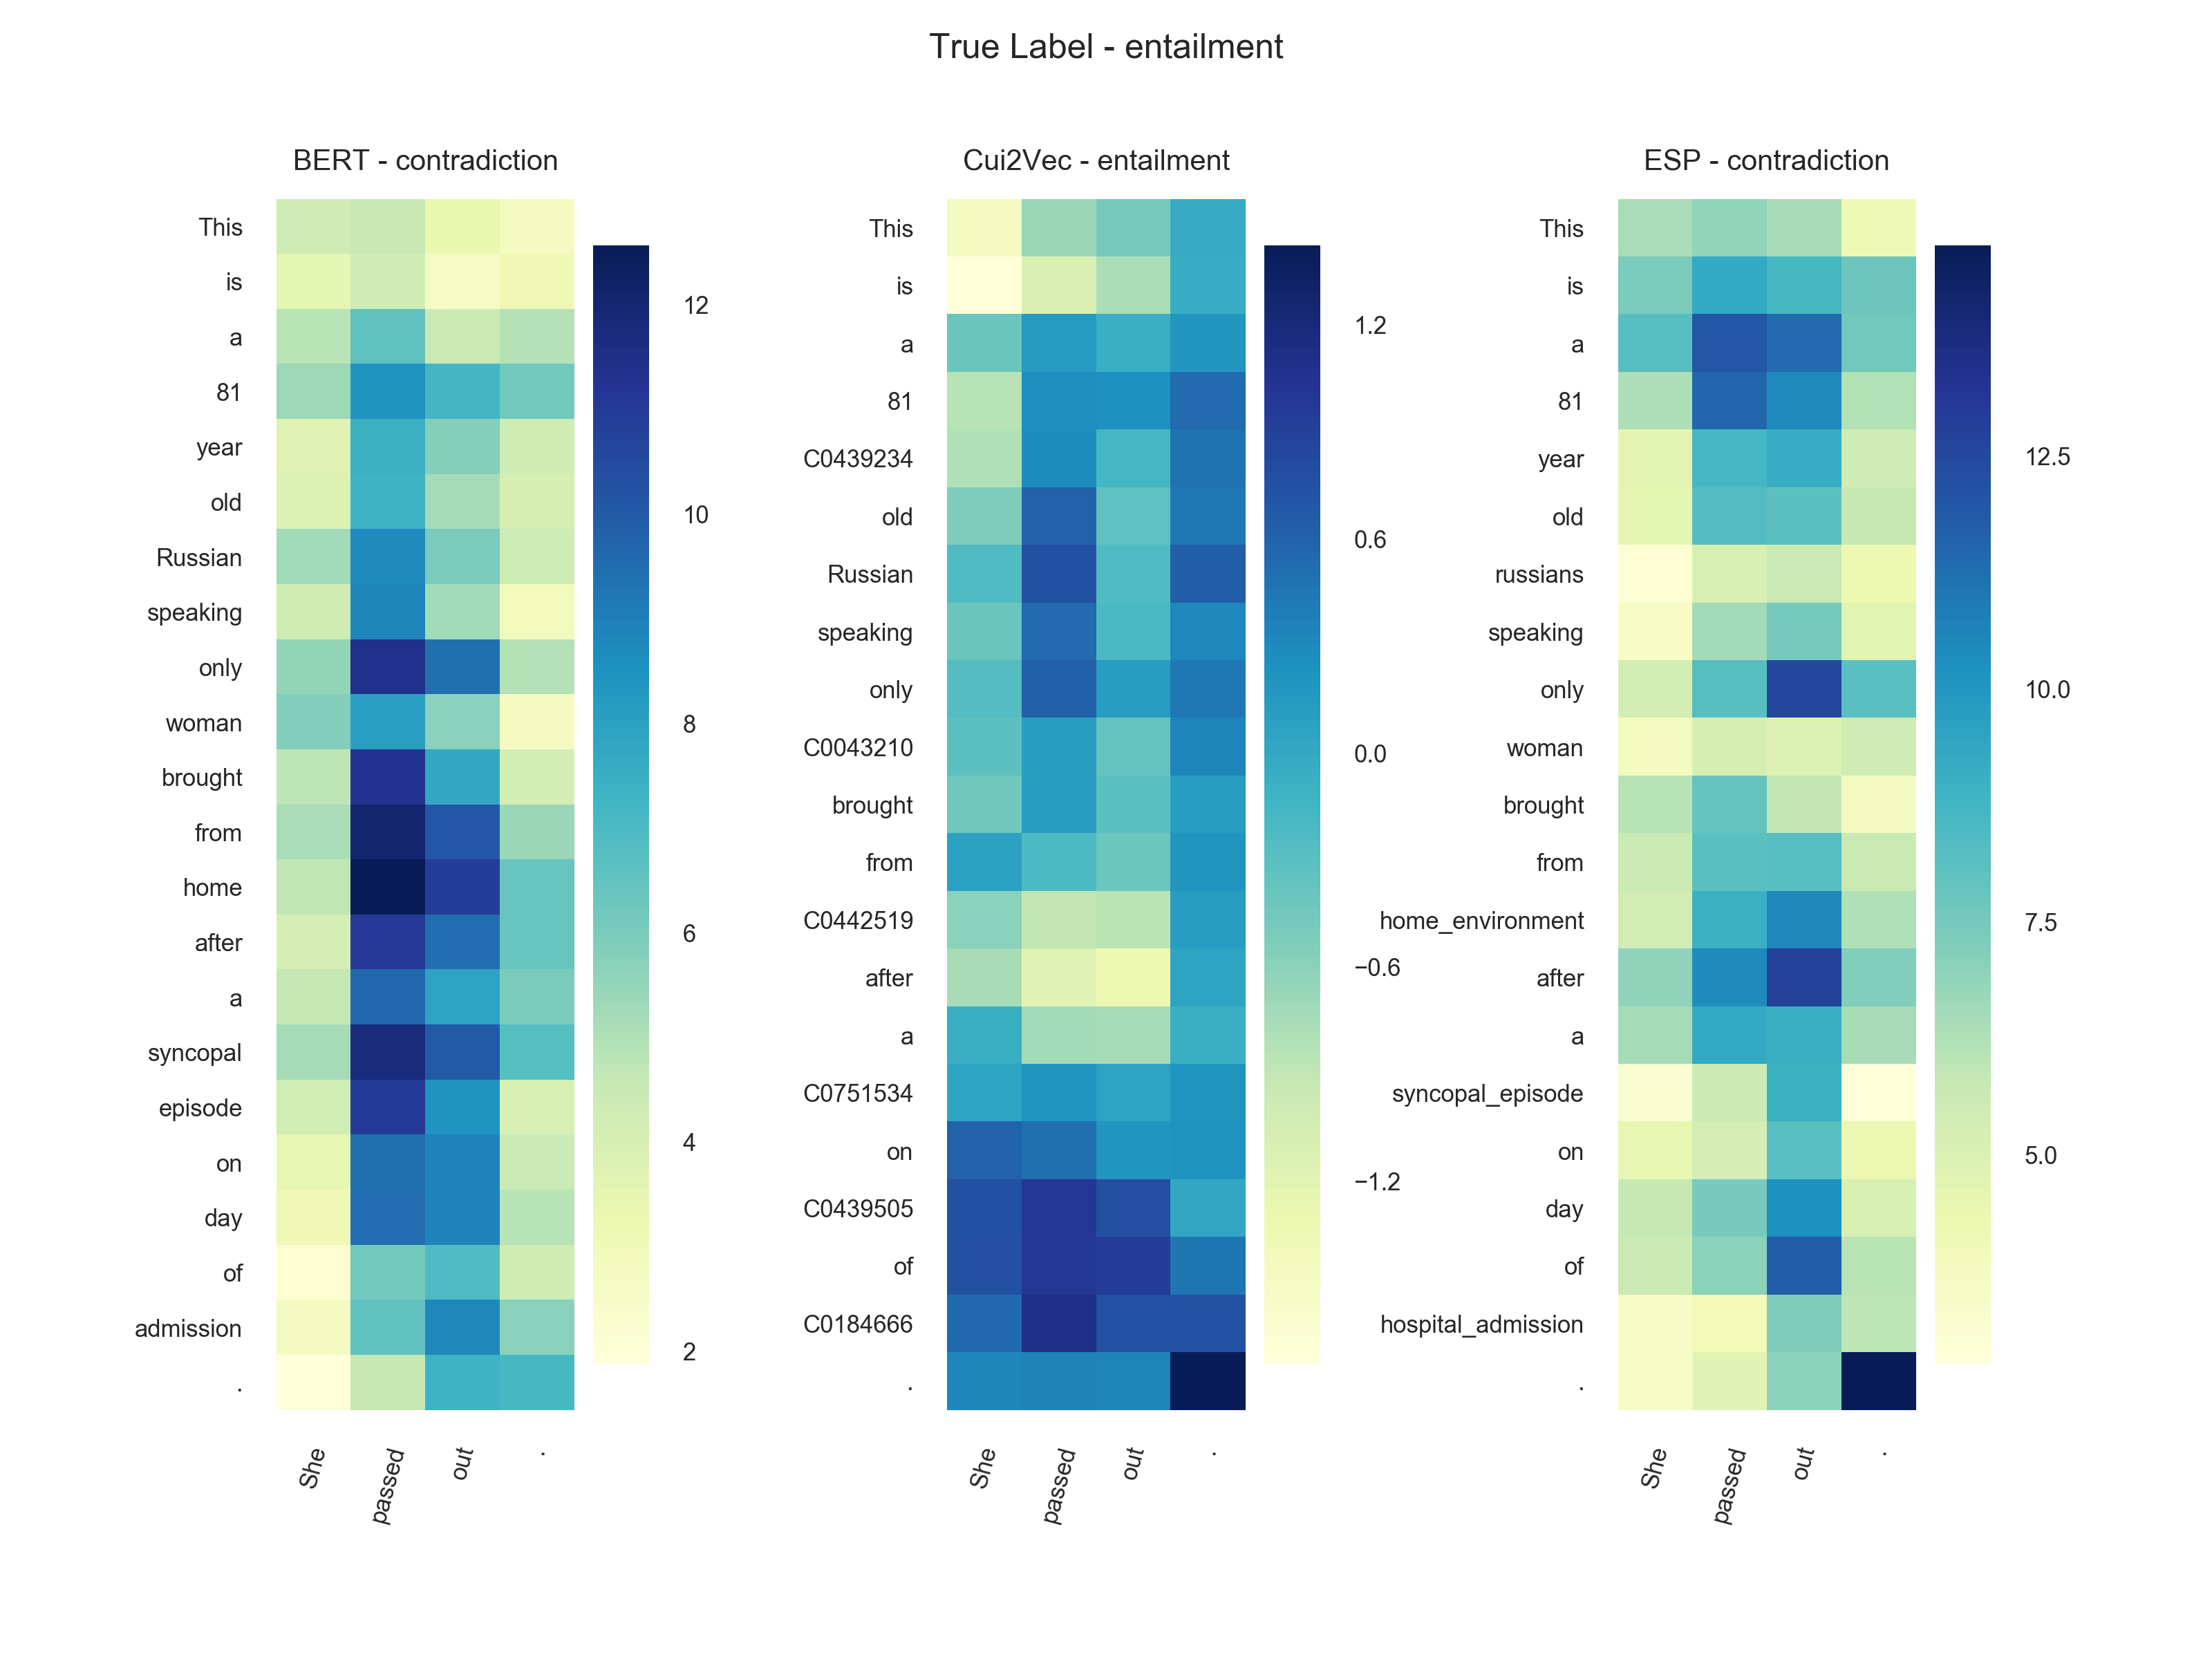 True Label - entailment
BERT - contradiction
This
is
a
81
year
old
Russian
speaking
only
woman
brought
from
home
after
a
syncopal
episode
on
day
of
admission
.
She
passed
out
.
12
10
8
6
4
2
Cui2Vec - entailment
This
is
a
81
C0439234
old
Russian
speaking
only
C0043210
brought
from
C0442519
after
a
C0751534
on
C0439505
of
C0184666
.
She
passed
out
.
1.2
0.6
0.0
−0.6
−1.2
ESP - contradiction
This
is
a
81
year
old
russians
speaking
only
woman
brought
from
home_environment
after
a
syncopal_episode
on
day
of
hospital_admission
.
She
passed
out
.
12.5
10.0
7.5
5.0